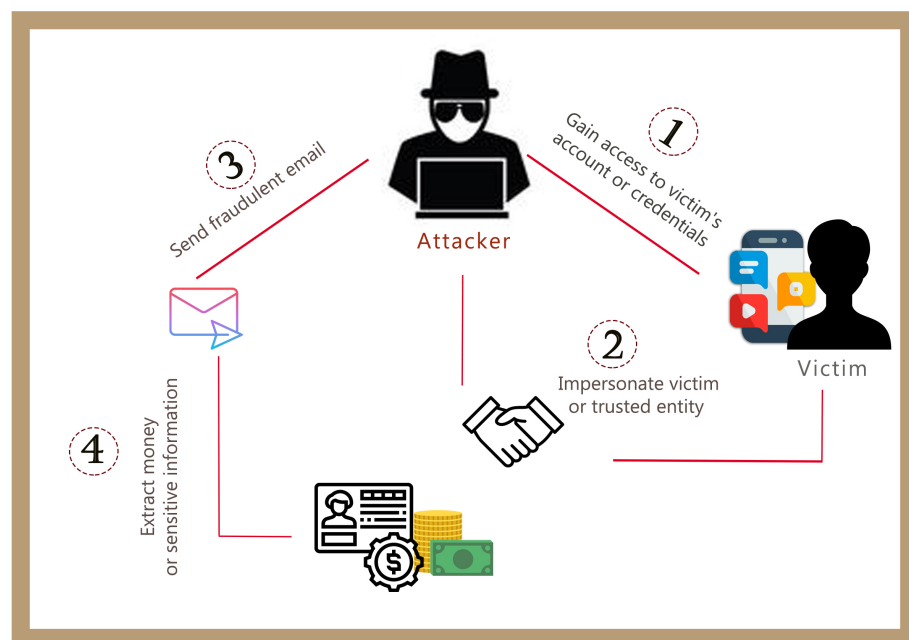 1
Gain access to victim's
account or credentials
3
Send fraudulent email
Attacker
2
Impersonate victim
or trusted entity
Victim
4
Extract money
or sensitive information
$